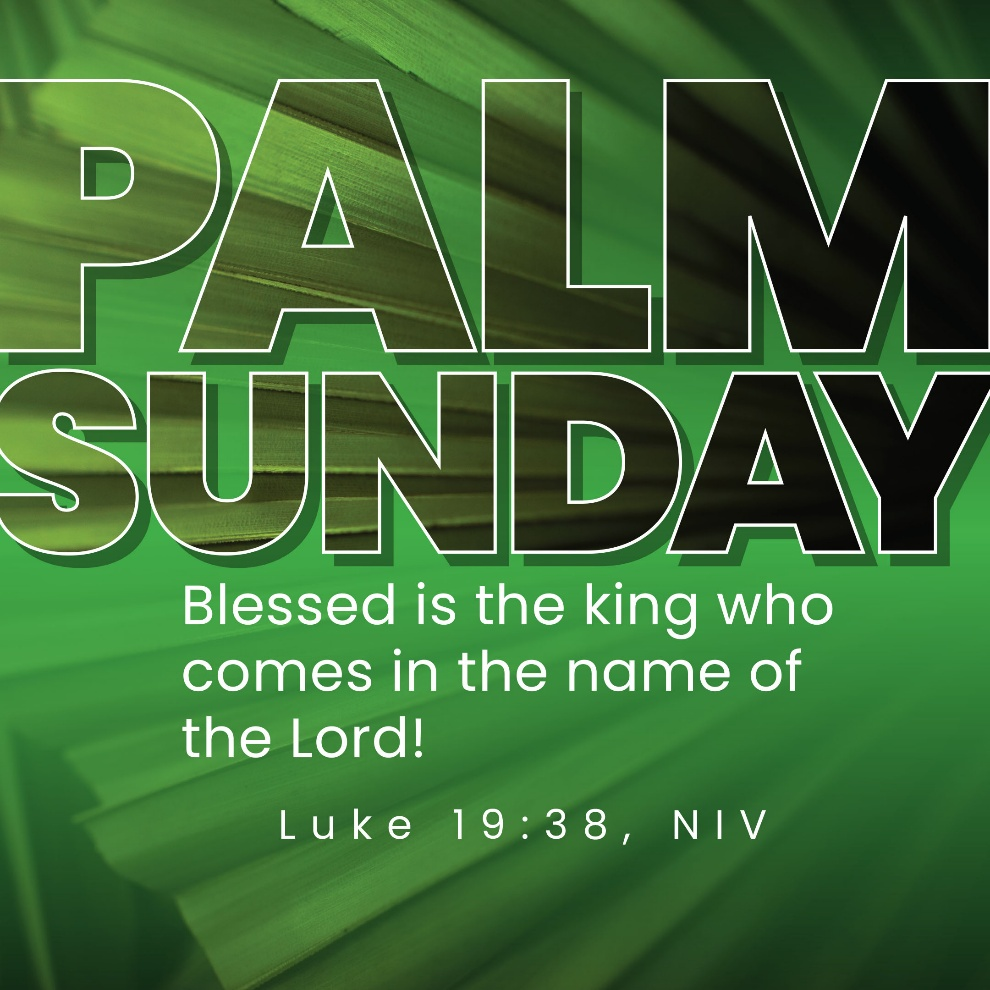 PALM
SUNDAY
Blessed is the king who
comes in the name of
the Lord!
Luke 19:38, NIV